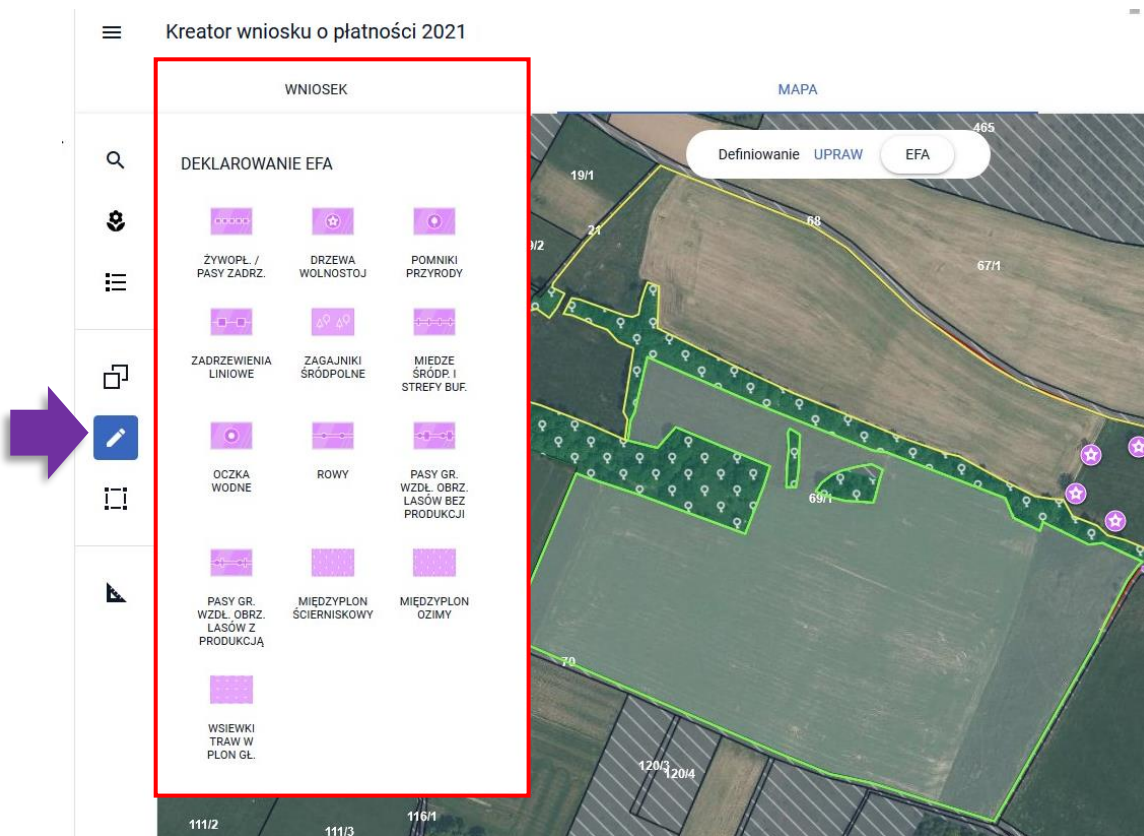 Kreator wniosku o płatności 2021
WNIOSEK
MAPA
DEKLAROWANIE EFA
ŻYWOPŁ. /
PASY ZADRZ.
DRZEWA
WOLNOSTOJ
POMNIKI
PRZYRODY
ZADRZEWIENIA
LINIOWE
ZAGAJNIKI
ŚRÓDPOLNE
MIEDZE
ŚRÓDP. I
STREFY BUF.
OCZKA
WODNE
ROWY
PASY GR.
WZDŁ. OBRZ.
LASÓW BEZ
PRODUKCJI
PASY GR.
WZDŁ. OBRZ.
LASÓW Z
PRODUKCJĄ
MIĘDZYPLON
ŚCIERNISKOWY
MIĘDZYPLON
OZIMY
WSIEWKI
TRAW W
PLON GŁ.
Definiowanie UPRAW EFA
465
19/1
21
68
67/1
69/1
70
120/3
120/4
116/1
111/2
111/3